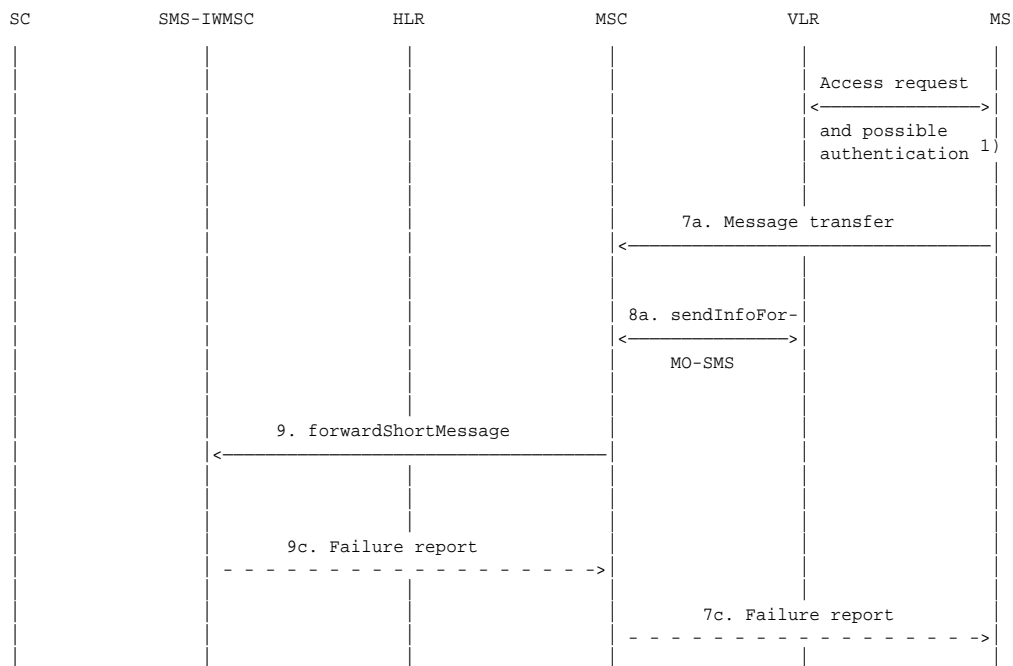 SC SMS-IWMSC HLR MSC VLR MS
Access request
and possible
authentication 1)
7a. Message transfer
8a. sendInfoFor-
MO-SMS
9. forwardShortMessage
9c. Failure report
7c. Failure report